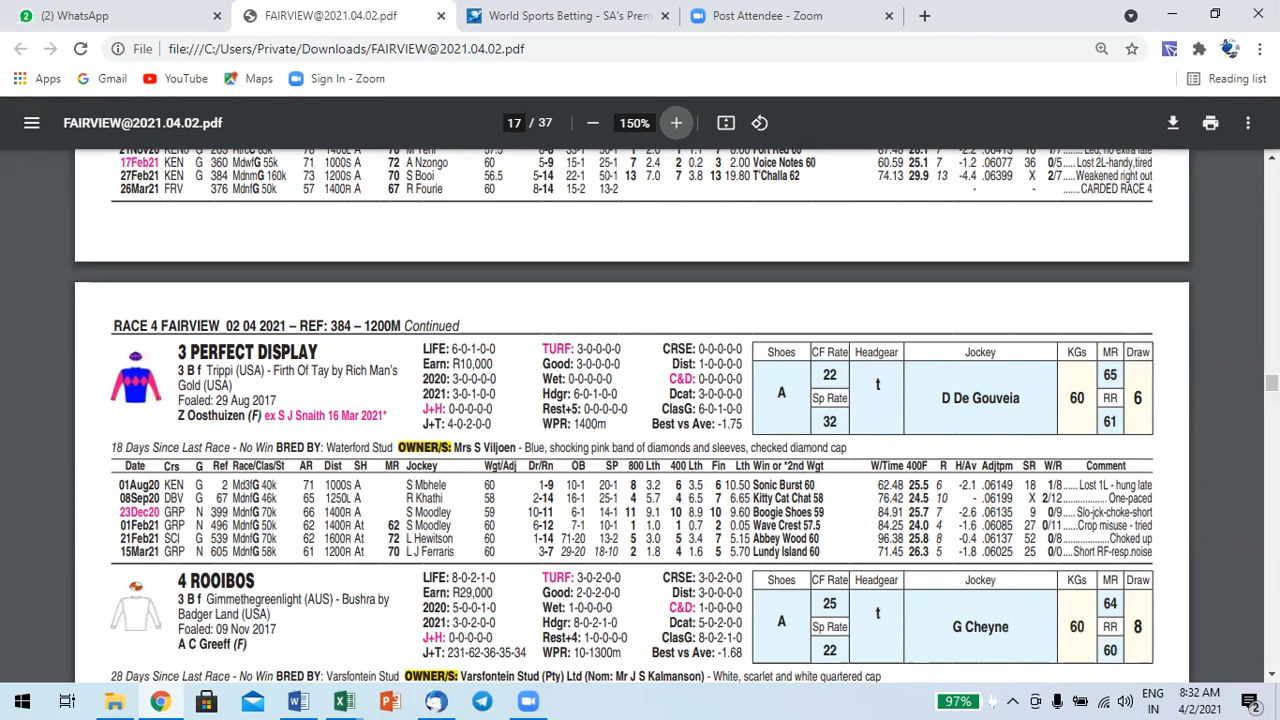 (2) WhatsApp
FAIRVIEW@2021.04.02.pdf
World Sports Betting - SA's Prem
Post Attendee - Zoom
File
file:///C:/Users/Private/Downloads/FAIRVIEW@2021.04.02.pdf
Apps Gmail YouTube Maps Sign In - Zoom Reading list
FAIRVIEW@2021.04.02.pdf 17 / 37 150%
17Feb21 KEN G 360 MdwfG 55k 71 1000S A 72 A Nzongo 60 5-9 15-1 25-1 7 2.4 2 0.2 3 2.00 Voice Notes 60 60.59 25.1 7 -1.2 .06077 36 0/5 Lost 2L-handy,tired
27Feb21 KEN G 384 MdnmG 160k 73 1200S A 70 S Booi 56.5 5-14 22-1 50-1 13 7.0 7 3.8 13 19.80 T'Challa 62 74.13 29.9 13 -4.4 .06399 X 2/7 ..... Weakened right out
26Mar21 FRV 376 MdnfG 50k 57 1400R A 67 R Fourie 60 8-14 15-2 13-2 - - ....... CARDED RACE 4
RACE 4 FAIRVIEW 02 04 2021 – REF: 384 – 1200M Continued
3 PERFECT DISPLAY
3 B f Trippi (USA) - Firth Of Tay by Rich Man's
Gold (USA)
Foaled: 29 Aug 2017
Z Oosthuizen (F) ex S J Snaith 16 Mar 2021*
LIFE: 6-0-1-0-0 TURF: 3-0-0-0-0 CRSE: 0-0-0-0-0
Earn: R10,000 Good: 3-0-0-0-0 Dist: 1-0-0-0-0
2020: 3-0-0-0-0 Wet: 0-0-0-0-0 C&D: 0-0-0-0-0
2021: 3-0-1-0-0 Hdgr: 6-0-1-0-0 Dcat: 3-0-0-0-0
J+H: 0-0-0-0-0 Rest+5: 0-0-0-0-0 ClasG: 6-0-1-0-0
J+T: 4-0-2-0-0 WPR: 1400m Best vs Ave: -1.75
Shoes CF Rate Headgear Jockey KGs MR Draw
A 22 Sp Rate 32 t D De Gouveia 60 65 RR 61 6
18 Days Since Last Race - No Win BRED BY: Waterford Stud OWNER/S: Mrs S Viljoen - Blue, shocking pink band of diamonds and sleeves, checked diamond cap
Date Crs G Ref Race/Clas/St AR Dist SH MR Jockey Wgt/Adj Dr/Rn OB SP 800 Lth 400 Lth Fin Lth Win or *2nd Wgt W/Time 400F R H/Av Adjtpm SR W/R Comment
01Aug20 KEN G 2 Md3fG 40k 71 1000S A S Mbhele 60 1-9 10-1 20-1 8 3.2 6 3.5 6 10.50 Sonic Burst 60 62.48 25.5 6 -2.1 .06149 18 1/8 ..... Lost 1L - hung late
08Sep20 DBV G 67 MdnfG 46k 65 1250L A R Khathi 58 2-14 16-1 25-1 4 5.7 7 6.65 Kitty Cat Chat 58 76.42 24.5 10 - .06149 X 2/12 ................ One-paced
23Dec20 GRP N 399 MdnfG 70k 66 1200R A S Moodley 59 10-11 6-1 14-1 11 9.1 10 8.9 10 9.60 Boogie Shoes 59 84.91 25.7 7 -2.6 .06135 9 0/9 .... Slo-jck-choke-short
01Feb21 GRP N 496 MdnfG 58k 62 1400R At 62 S Moodley 60 6-12 7-1 10-1 1 1.0 1 0.7 2 0.05 Wave Crest 57.5 84.25 24.0 4 -1.6 .06085 27 0/11 .... Crop misuse - tried
21Feb21 SCI G 539 MdnfG 70k 71 1600R At 72 L Hewitson 60 1-14 71-20 13-2 3 3.0 5 3.4 7 5.15 Abbey Wood 60 96.38 25.8 8 -0.4 .06137 52 0/8 ................ Choked up
15Mar21 GRP N 605 MdnfG 58k 61 1200R At 70 L J Ferraris 60 3-7 29-20 18-10 2 1.8 4 1.6 5 5.70 Lundy Island 60 71.45 26.3 5 -1.8 .06025 25 0/0 .... Short RF-resp.noise
4 ROOIBOS
3 B f Gimmethegreenlight (AUS) - Bushra by
Badger Land (USA)
Foaled: 09 Nov 2017
A C Greeff (F)
LIFE: 8-0-2-1-0 TURF: 3-0-2-0-0 CRSE: 3-0-2-0-0
Earn: R29,000 Good: 2-0-2-0-0 Dist: 3-0-0-0-0
2020: 5-0-0-1-0 Wet: 1-0-0-0-0 C&D: 1-0-0-0-0
2021: 3-0-2-0-0 Hdgr: 8-0-2-1-0 Dcat: 5-0-2-0-0
J+H: 0-0-0-0-0 Rest+4: 1-0-0-0-0 ClasG: 8-0-2-1-0
J+T: 231-62-36-35-34 WPR: 10-1300m Best vs Ave: -1.68
Shoes CF Rate Headgear Jockey KGs MR Draw
A 25 Sp Rate 22 t G Cheyne 60 64 RR 60 8
28 Days Since Last Race - No Win BRED BY: Varsfontein Stud OWNER/S: Varsfontein Stud (Pty) Ltd (Nom: Mr J S Kalmanson) - White, scarlet and white quartered cap
97% ENG IN 8:32 AM 4/2/2021